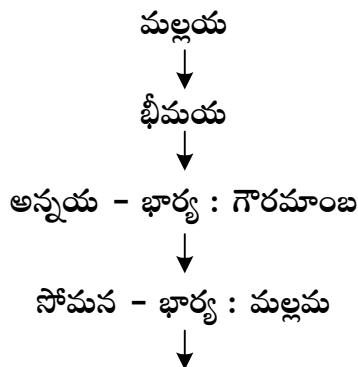 మల్లయ
భీమయ
అన్నయ - భార్య : గౌరమాంబ
సోమన - భార్య : మల్లమ